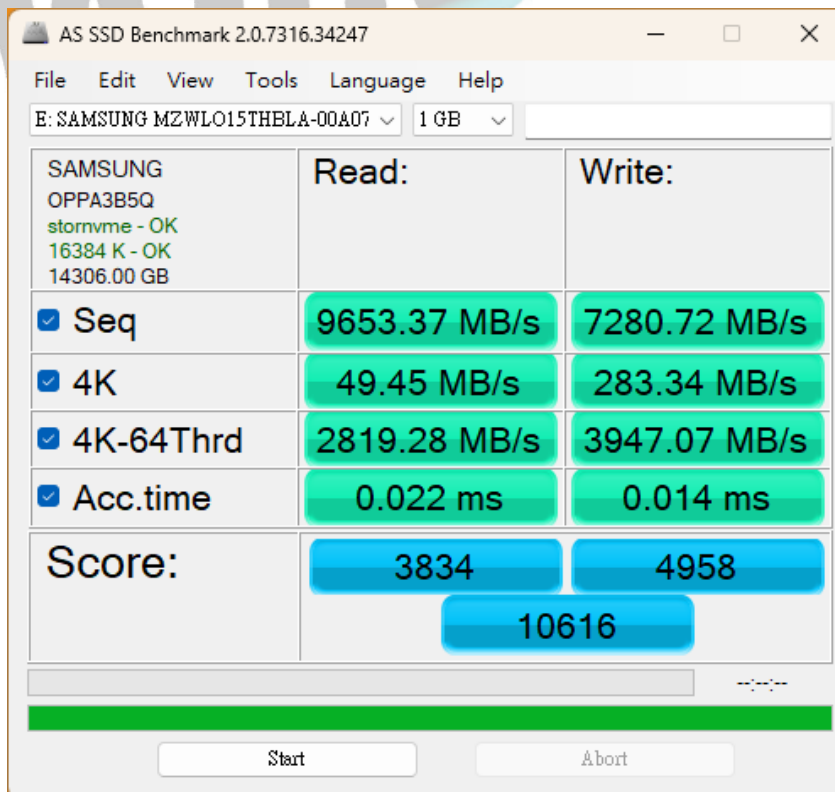 AS SSD Benchmark 2.0.7316.34247
File Edit View Tools Language Help
E: SAMSUNG MZWLO15THBLA-00A07 1 GB
SAMSUNG
OPPA3B5Q
stornvme - OK
16384 K - OK
14306.00 GB
Read: Write:
Seq 9653.37 MB/s 7280.72 MB/s
4K 49.45 MB/s 283.34 MB/s
4K-64Thrd 2819.28 MB/s 3947.07 MB/s
Acc.time 0.022 ms 0.014 ms
Score: 3834 4958
10616
--:--:--
Start Abort